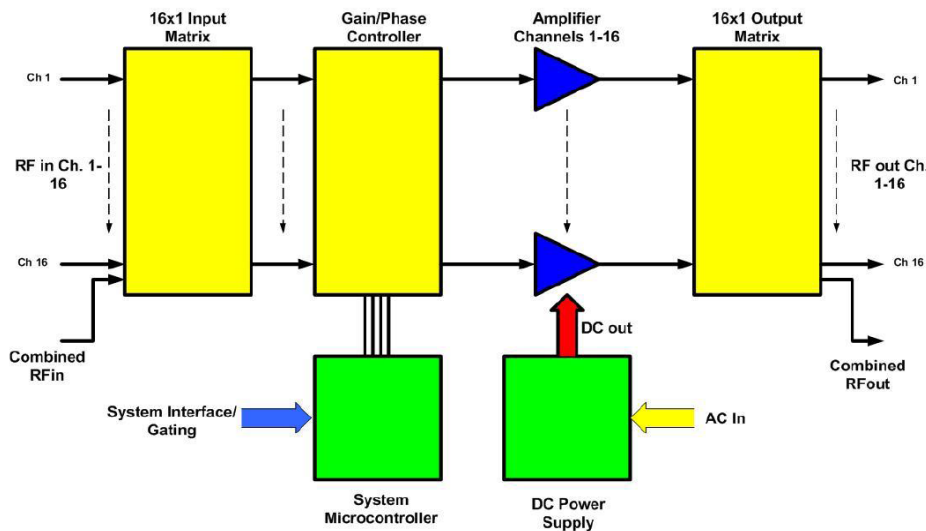 16x1 Input
Matrix
Gain/Phase
Controller
Amplifier
Channels 1-16
16x1 Output
Matrix
Ch 1
Ch 1
RF in Ch. 1-
16
RF out Ch.
1-16
Ch 16
Ch 16
Combined
RFin
DC out
Combined
RFout
System Interface/
Gating
AC In
System
Microcontroller
DC Power
Supply